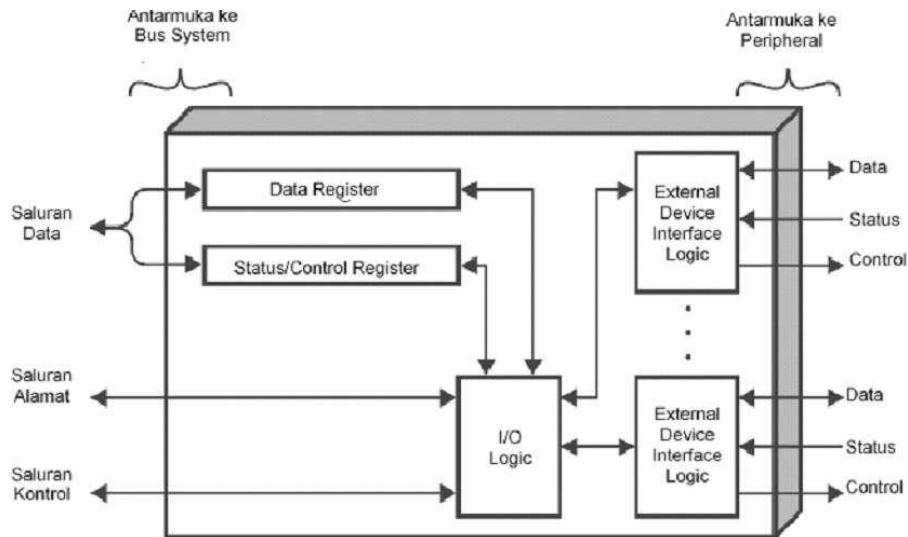 Antarmuka ke
Bus System
Antarmuka ke
Peripheral
Data Register
Status/Control Register
Saluran
Data
Saluran
Alamat
Saluran
Kontrol
I/O
Logic
External
Device
Interface
Logic
Data
Status
Control
External
Device
Interface
Logic
Data
Status
Control